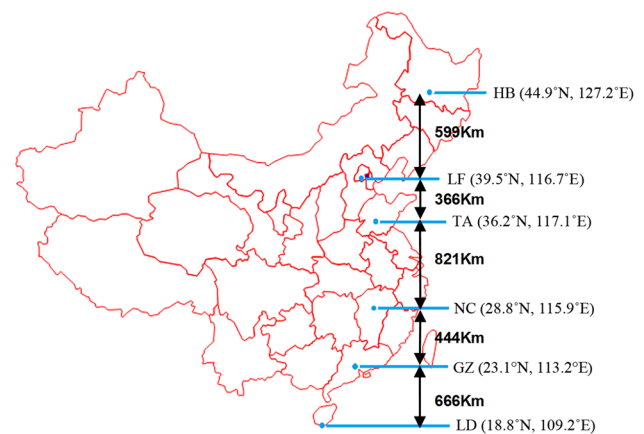 HB (44.9°N, 127.2°E)
599Km
LF (39.5°N, 116.7°E)
366Km
TA (36.2°N, 117.1°E)
821Km
NC (28.8°N, 115.9°E)
444Km
GZ (23.1°N, 113.2°E)
666Km
LD (18.8°N, 109.2°E)